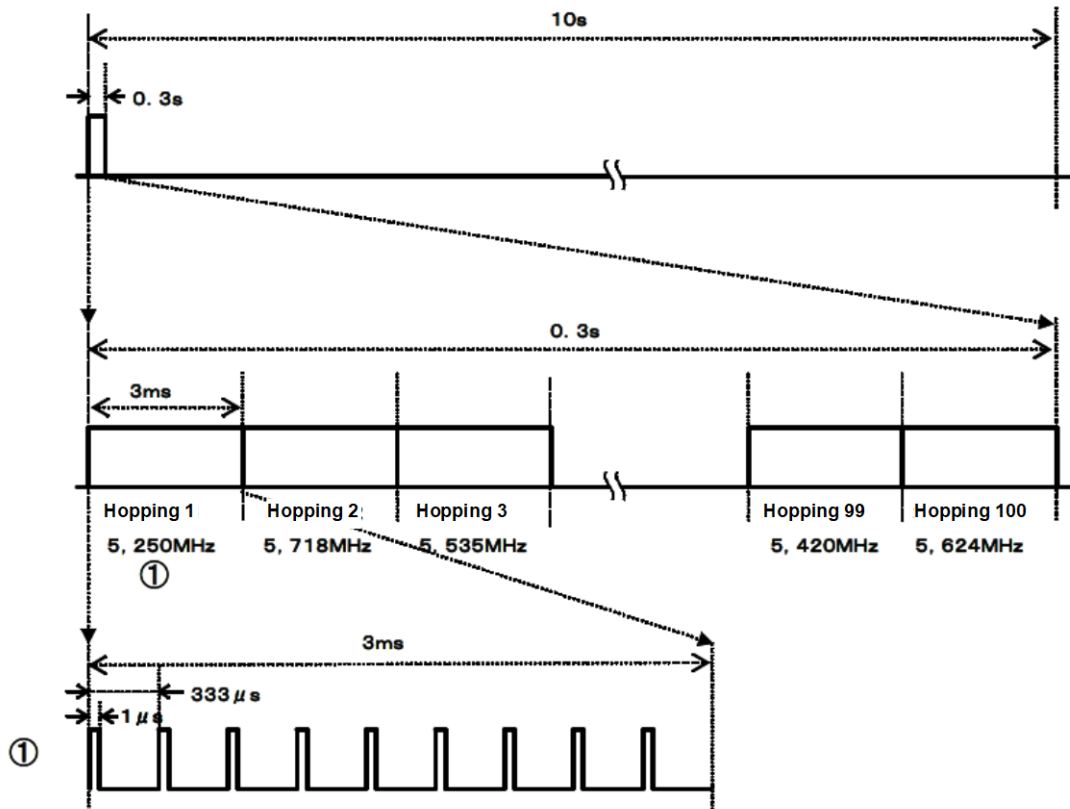 10s
0. 3s
0. 3s
3ms
Hopping 1 Hopping 2 Hopping 3 Hopping 99 Hopping 100
5, 250MHz 5, 718MHz 5, 535MHz 5, 420MHz 5, 624MHz
①
3ms
333μs
1μs
①